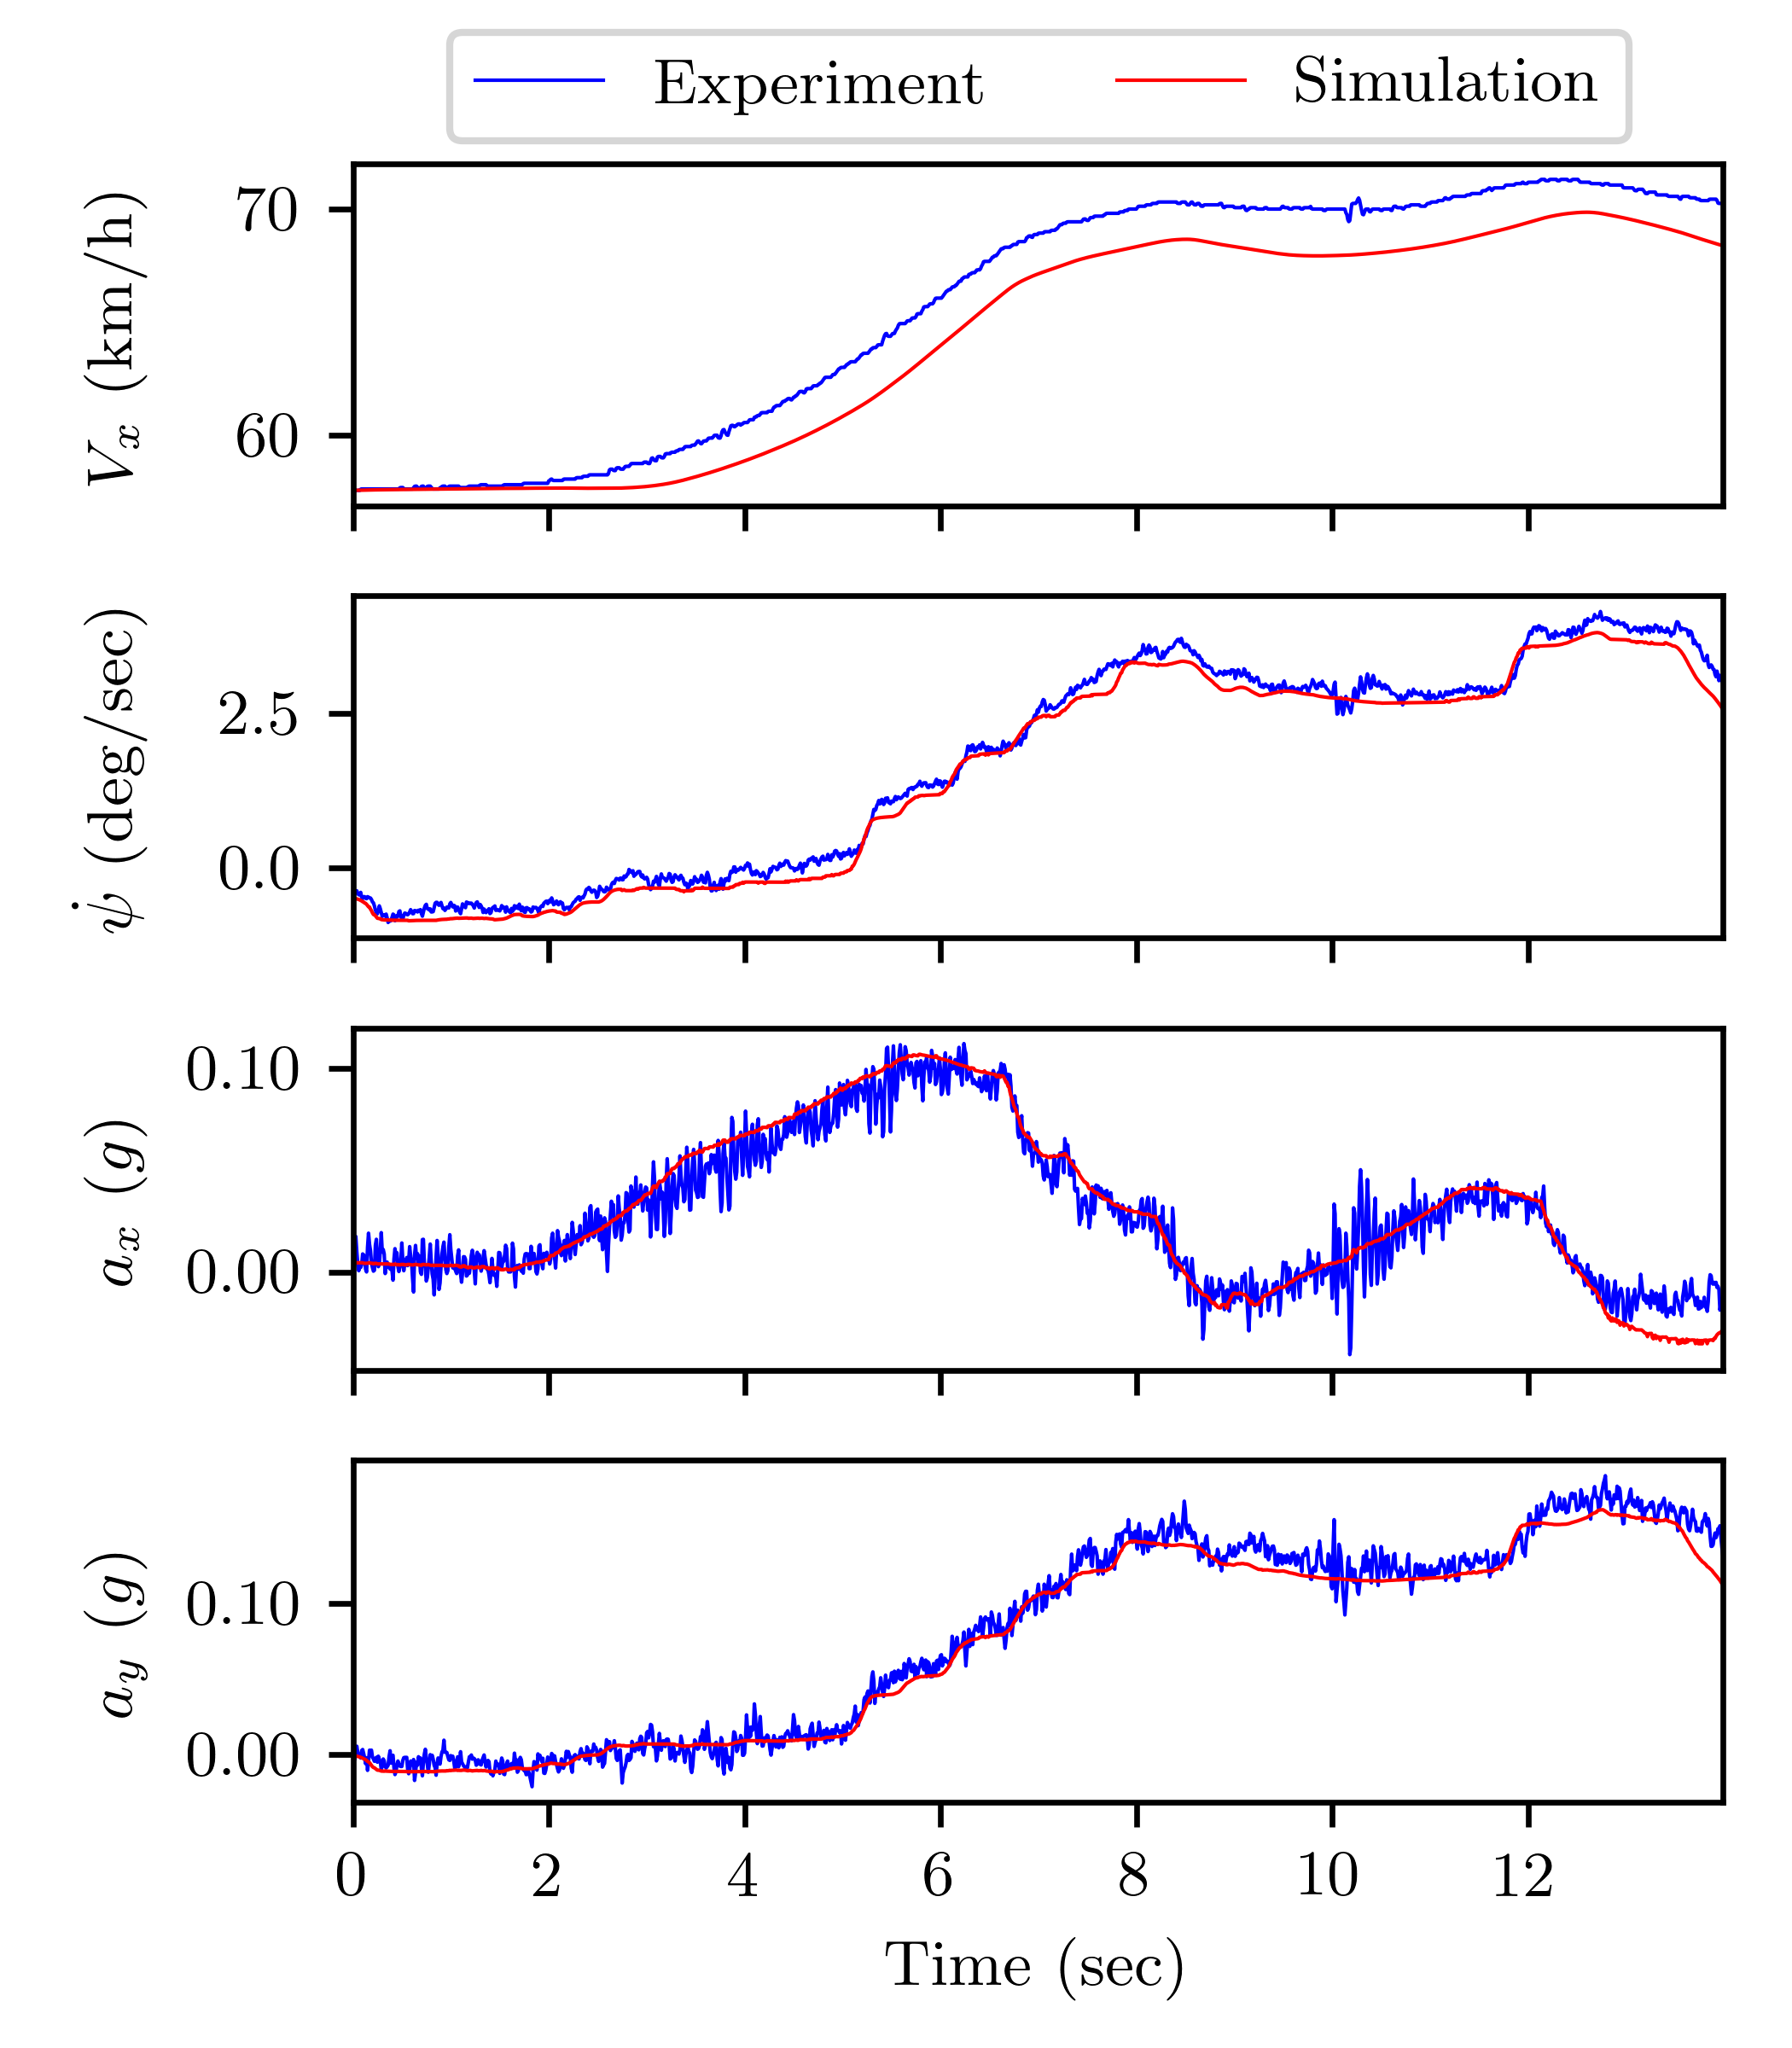 Experiment Simulation
70
60
V_x (km/h)
2.5
0.0
ψ̇ (deg/sec)
0.10
0.00
a_x (g)
0.10
0.00
a_y (g)
0 2 4 6 8 10 12
Time (sec)